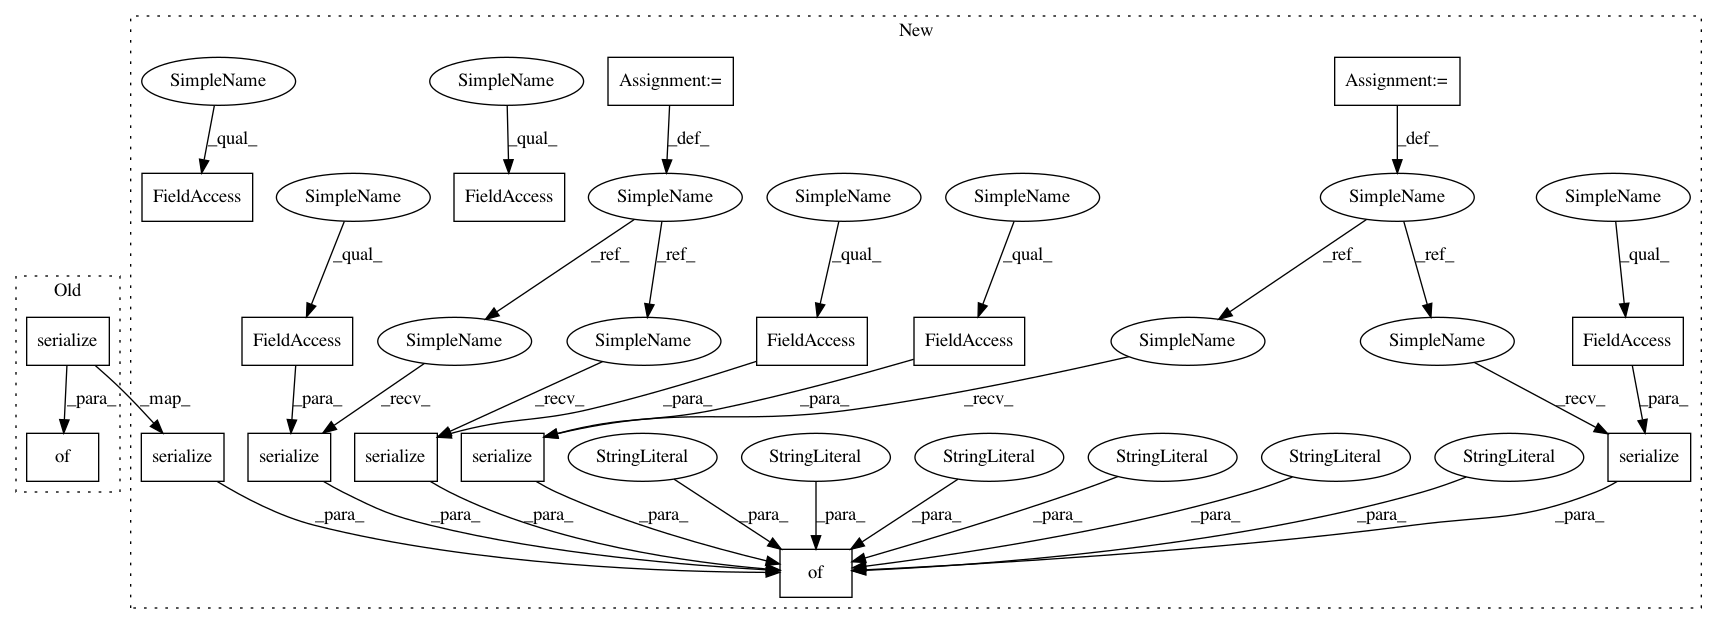 New
SimpleName
SimpleName
Assignment:=
Assignment:=
_qual_
_qual_
_def_
_def_
FieldAccess
SimpleName
FieldAccess
SimpleName
SimpleName
SimpleName
SimpleName
SimpleName
_qual_
_ref_
_ref_
_qual_
_qual_
_ref_
_ref_
_qual_
Old
serialize
FieldAccess
SimpleName
SimpleName
FieldAccess
FieldAccess
SimpleName
SimpleName
FieldAccess
_para_
_map_
_para_
_recv_
_recv_
_para_
_para_
_recv_
_recv_
_para_
of
serialize
serialize
serialize
serialize
StringLiteral
StringLiteral
StringLiteral
StringLiteral
StringLiteral
StringLiteral
serialize
_para_
_para_
_para_
_para_
_para_
_para_
_para_
_para_
_para_
_para_
_para_
of